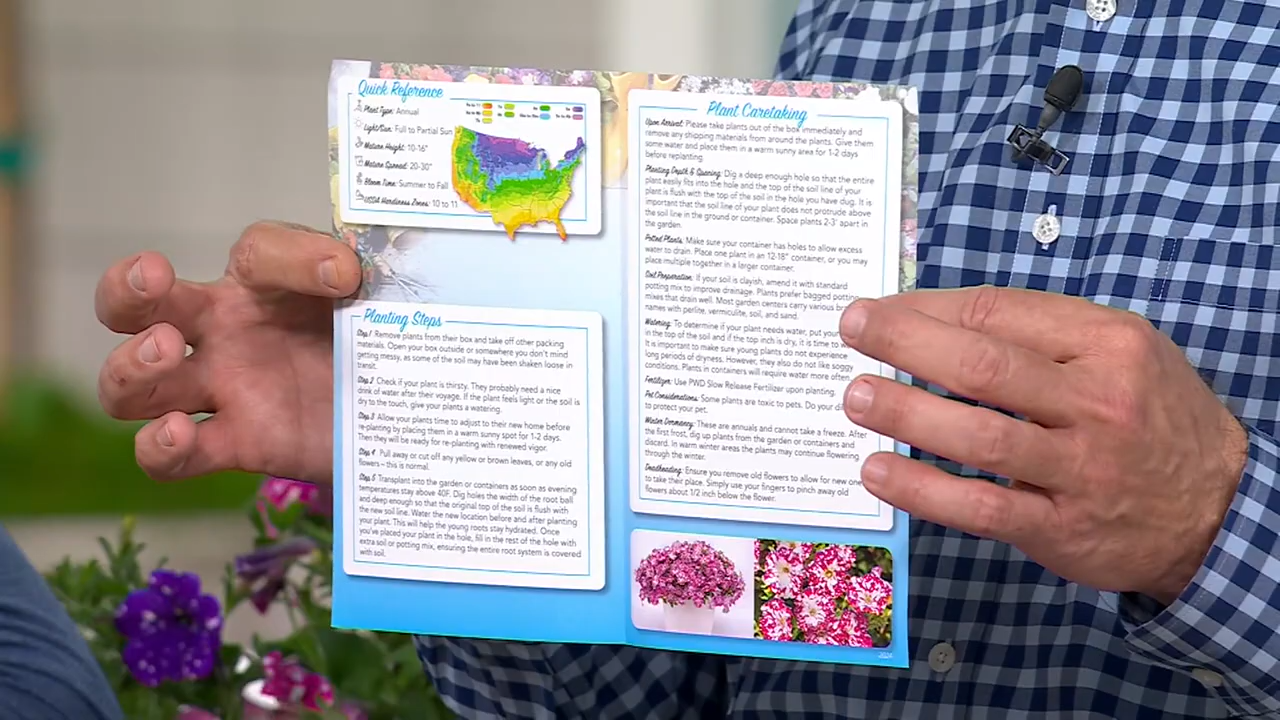 Quick Reference
Plant Type: Annual
Light/Sun: Full to Partial Sun
Mature Height: 10-16"
Mature Spread: 20-30"
Bloom Time: Summer to Fall
USDA Hardiness Zones: 10 to 11
Planting Steps
Step 1 Remove plants from their box and take off other packing
materials. Open your box outside or somewhere you don't mind
getting messy, as some of the soil may have been shaken loose in
transit.
Step 2 Check if your plant is thirsty. They probably need a nice
drink of water after their voyage. If the plant feels light or the soil is
dry to the touch, give your plants a watering.
Step 3 Allow your plants time to adjust to their new home before
re-planting by placing them in a warm sunny spot for 1-2 days.
Then they will be ready for re-planting with renewed vigor.
Step 4 Pull away or cut off any yellow or brown leaves, or any old
flowers – this is normal.
Step 5 Transplant into the garden or containers as soon as evening
temperatures stay above 40F. Dig holes the width of the root ball
and deep enough so that the original top of the soil is flush with
the new soil line. Water the new location before and after planting
your plant. This will help the young roots stay hydrated. Once
you've placed your plant in the hole, fill in the rest of the hole with
extra soil or potting mix, ensuring the entire root system is covered
with soil.
Plant Caretaking
Upon Arrival: Please take plants out of the box immediately and
remove any shipping materials from around the plants. Give them
some water and place them in a warm sunny area for 1-2 days
before replanting.
Planting Depth & Spacing: Dig a deep enough hole so that the entire
plant easily fits into the hole and the top of the soil line of your
plant is flush with the top of the soil in the hole you have dug. It is
important that the soil line of your plant does not protrude above
the soil line in the ground or container. Space plants 2-3' apart in
the garden.
Potted Plants: Make sure your container has holes to allow excess
water to drain. Place one plant in an 12-18" container, or you may
place multiple together in a larger container.
Soil Preparation: If your soil is clayish, amend it with standard
potting mix to improve drainage. Plants prefer bagged potting
mixes that drain well. Most garden centers carry various
names with perlite, vermiculite, soil, and sand.
Watering: To determine if your plant needs water, put your
in the top of the soil and if the top inch is dry, it is time to
It is important to make sure young plants do not experience
long periods of dryness. However, they also do not like soggy
conditions. Plants in containers will require water more often.
Fertilizer: Use PWD Slow Release Fertilizer upon planting.
Pet Considerations: Some plants are toxic to pets. Do your
to protect your pet.
Winter Dormancy: These are annuals and cannot take a freeze. After
the first frost, dig up plants from the garden or containers and
discard. In warm winter areas the plants may continue flowering
through the winter.
Deadheading: Ensure you remove old flowers to allow for new one
to take their place. Simply use your fingers to pinch away old
flowers about 1/2 inch below the flower.